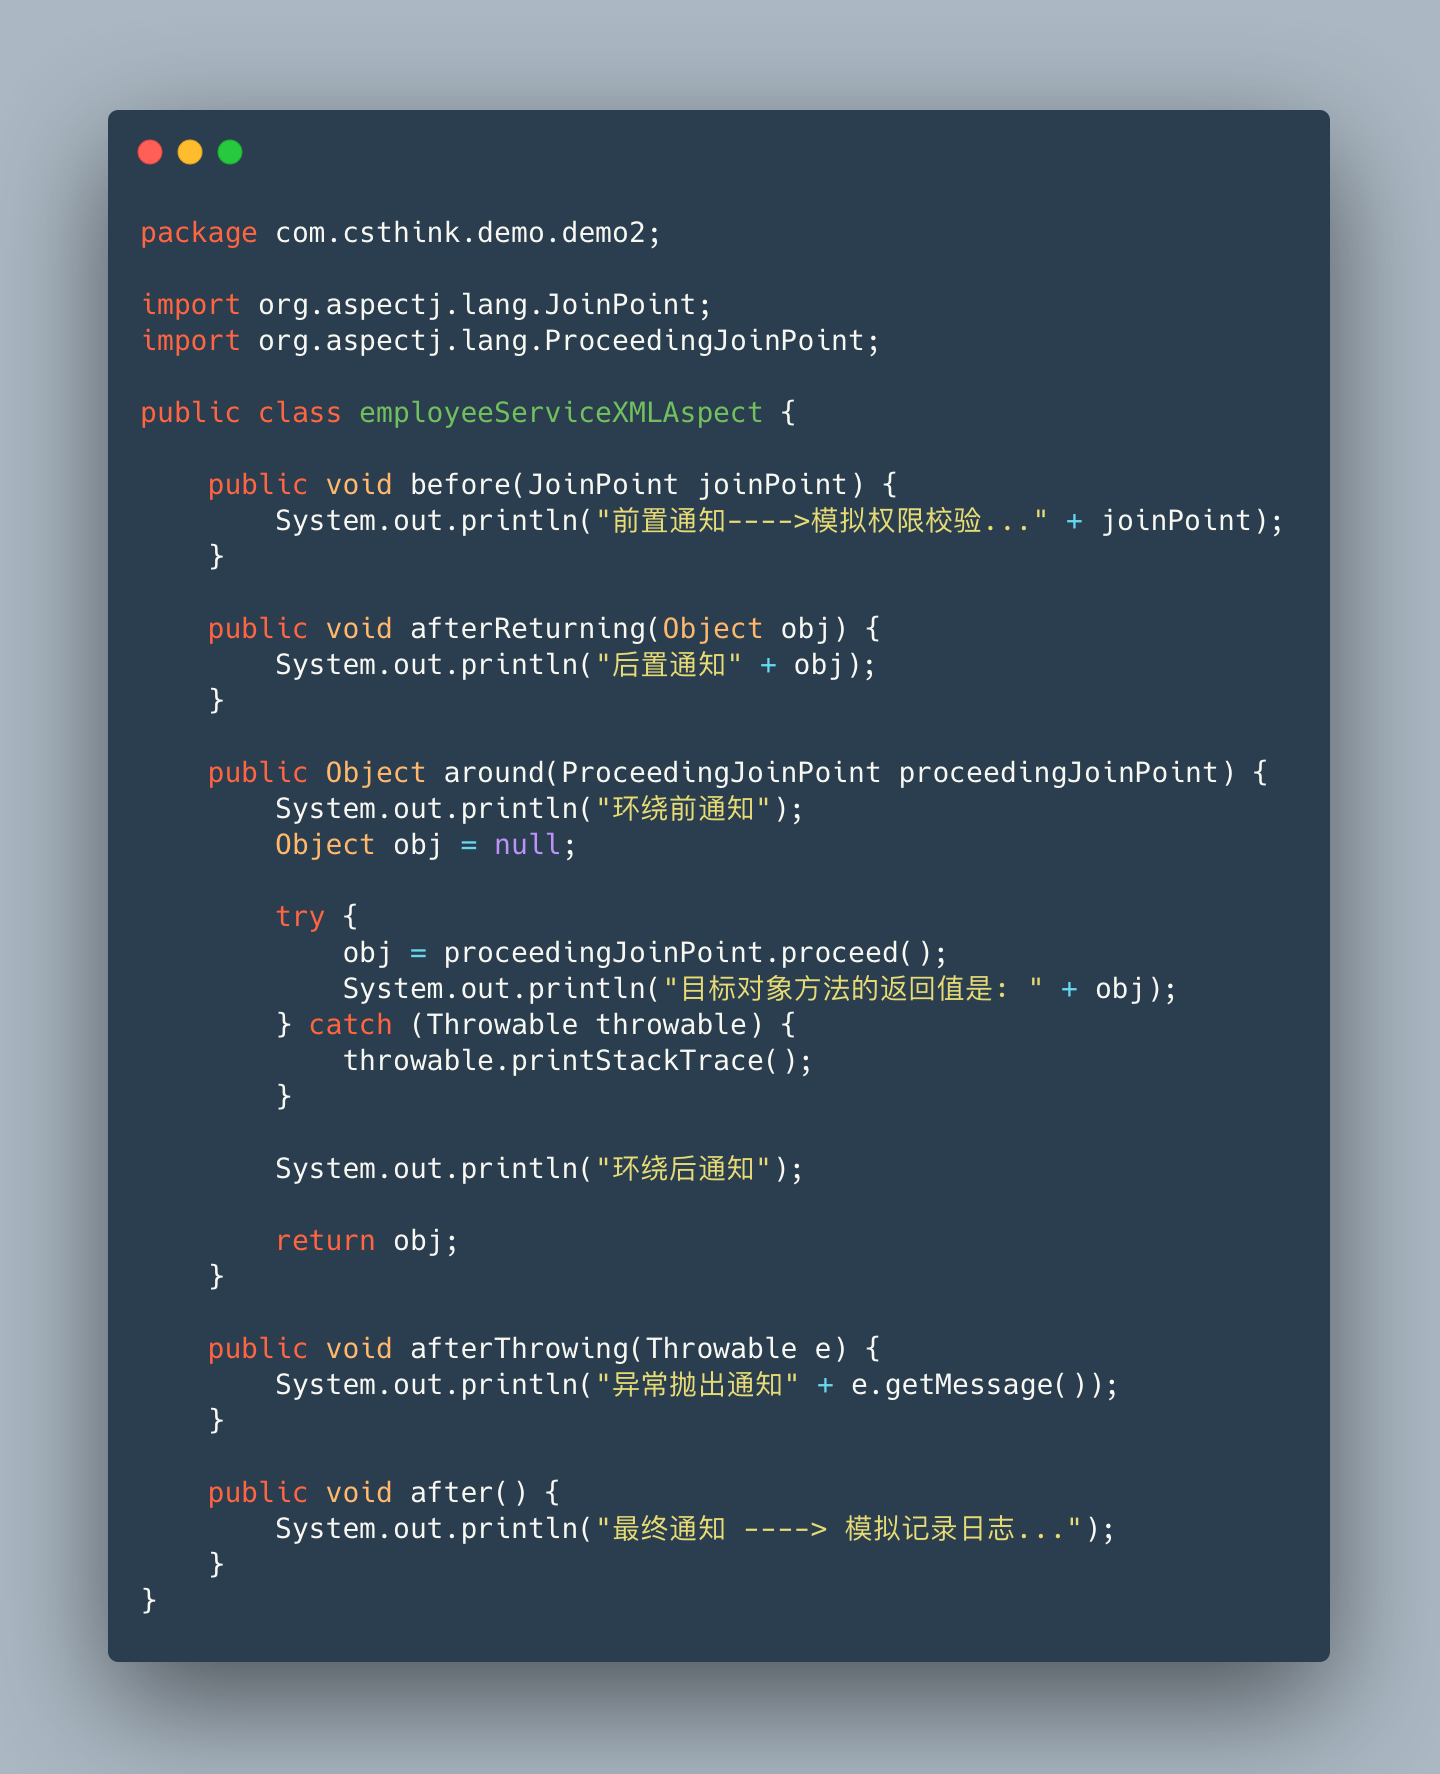 package com.csthink.demo.demo2;

import org.aspectj.lang.JoinPoint;
import org.aspectj.lang.ProceedingJoinPoint;

public class employeeServiceXMLAspect {

    public void before(JoinPoint joinPoint) {
        System.out.println("前置通知---->模拟权限校验..." + joinPoint);
    }

    public void afterReturning(Object obj) {
        System.out.println("后置通知" + obj);
    }

    public Object around(ProceedingJoinPoint proceedingJoinPoint) {
        System.out.println("环绕前通知");
        Object obj = null;

        try {
            obj = proceedingJoinPoint.proceed();
            System.out.println("目标对象方法的返回值是: " + obj);
        } catch (Throwable throwable) {
            throwable.printStackTrace();
        }

        System.out.println("环绕后通知");

        return obj;
    }

    public void afterThrowing(Throwable e) {
        System.out.println("异常抛出通知" + e.getMessage());
    }

    public void after() {
        System.out.println("最终通知 ----> 模拟记录日志...");
    }
}